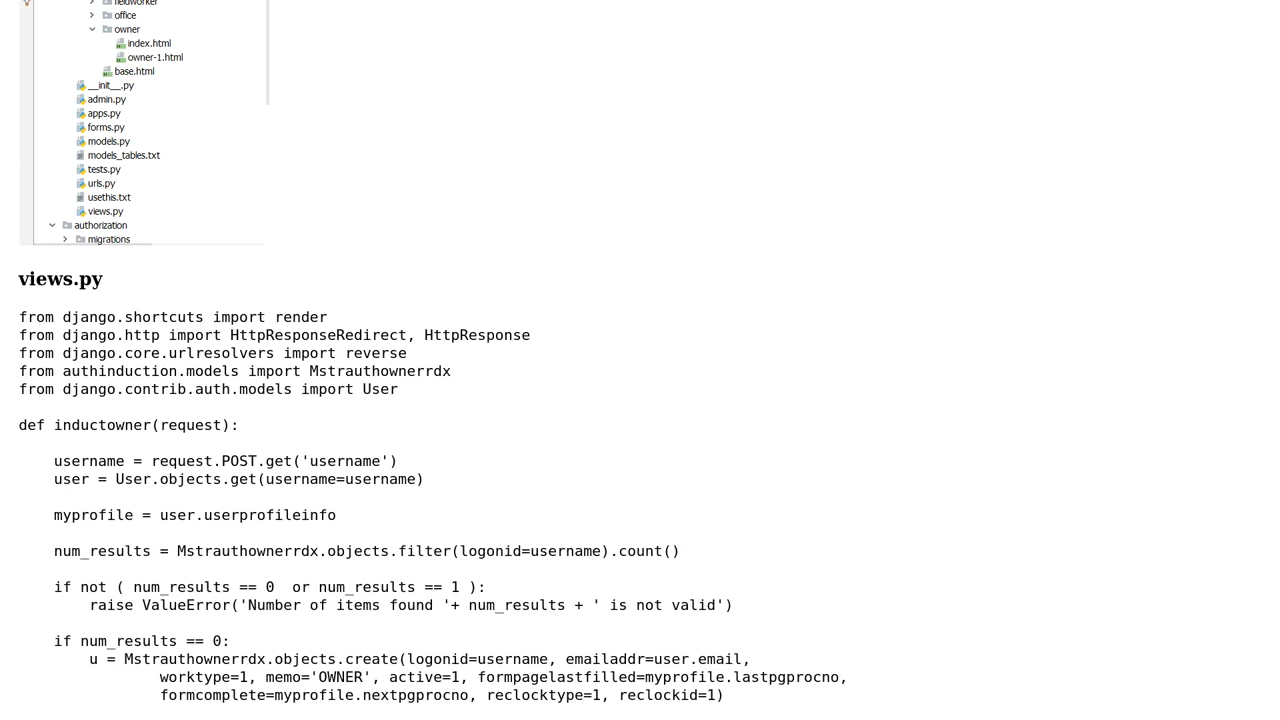 fieldworker
office
owner
index.html
owner-1.html
base.html
__init__.py
admin.py
apps.py
forms.py
models.py
models_tables.txt
tests.py
urls.py
usethis.txt
views.py
authorization
migrations
views.py
from django.shortcuts import render
from django.http import HttpResponseRedirect, HttpResponse
from django.core.urlresolvers import reverse
from authinduction.models import Mstrauthownerrdx
from django.contrib.auth.models import User
def inductowner(request):
    username = request.POST.get('username')
    user = User.objects.get(username=username)
    myprofile = user.userprofileinfo
    num_results = Mstrauthownerrdx.objects.filter(logonid=username).count()
    if not ( num_results == 0  or num_results == 1 ):
        raise ValueError('Number of items found '+ num_results + ' is not valid')
    if num_results == 0:
        u = Mstrauthownerrdx.objects.create(logonid=username, emailaddr=user.email,
                worktype=1, memo='OWNER', active=1, formpagelastfilled=myprofile.lastpgprocno,
                formcomplete=myprofile.nextpgprocno, reclocktype=1, reclockid=1)